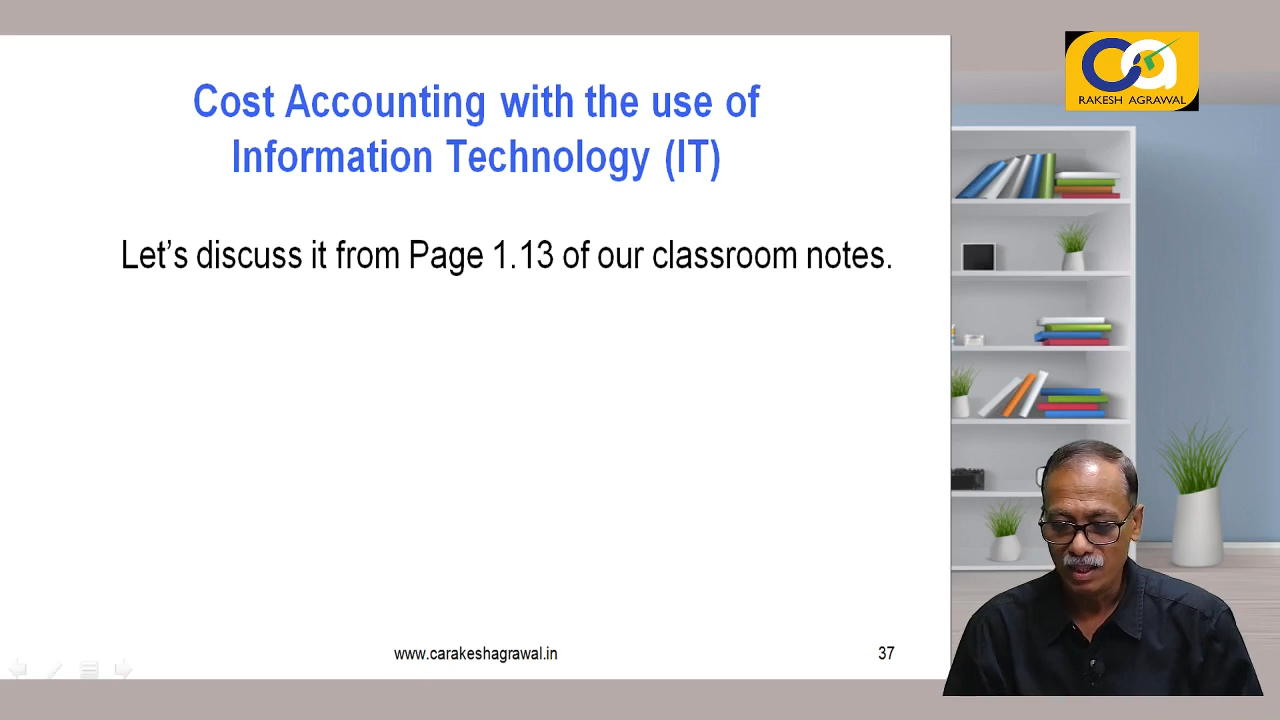 Cost Accounting with the use of
Information Technology (IT)
Let's discuss it from Page 1.13 of our classroom notes.
www.carakeshagrawal.in
37
ca
RAKESH AGRAWAL